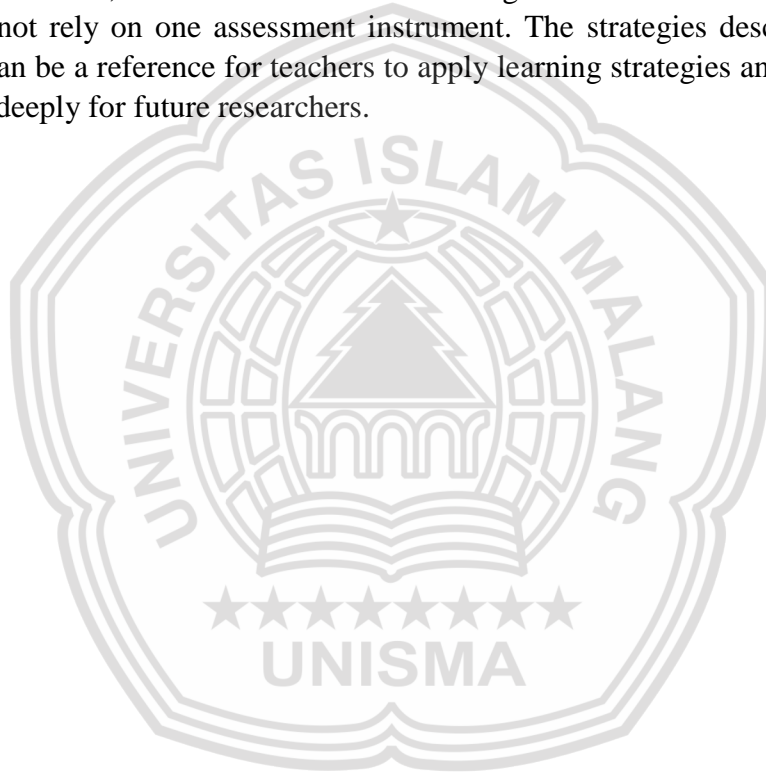 not rely on one assessment instrument. The strategies desc
an be a reference for teachers to apply learning strategies an
deeply for future researchers.
UNIVERSITAS ISLAM MALANG
UNISMA